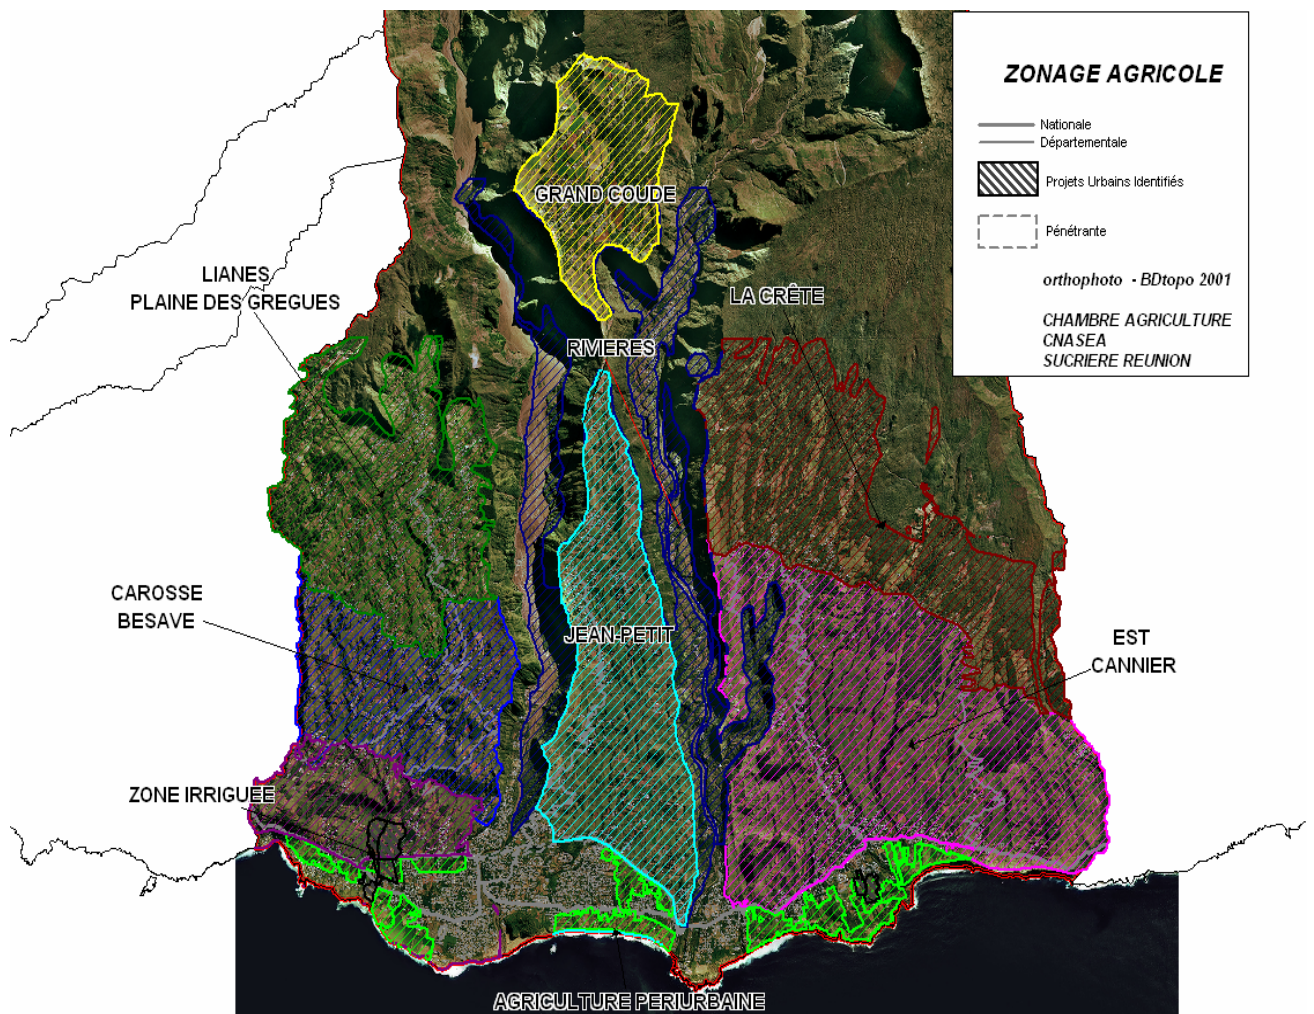 ZONAGE AGRICOLE
Nationale
Départementale
Projets Urbains Identifiés
Pénétrante
orthophoto - BDtopo 2001
CHAMBRE AGRICULTURE
CNASEA
SUCRIERE REUNION
GRAND COUDE
LIANES
PLAINE DES GREGUES
LA CRÊTE
RIVIERES
CAROSSE
BESAVE
JEAN-PETIT
EST
CANNIER
ZONE IRRIGUEE
AGRICULTURE PERIURBAINE